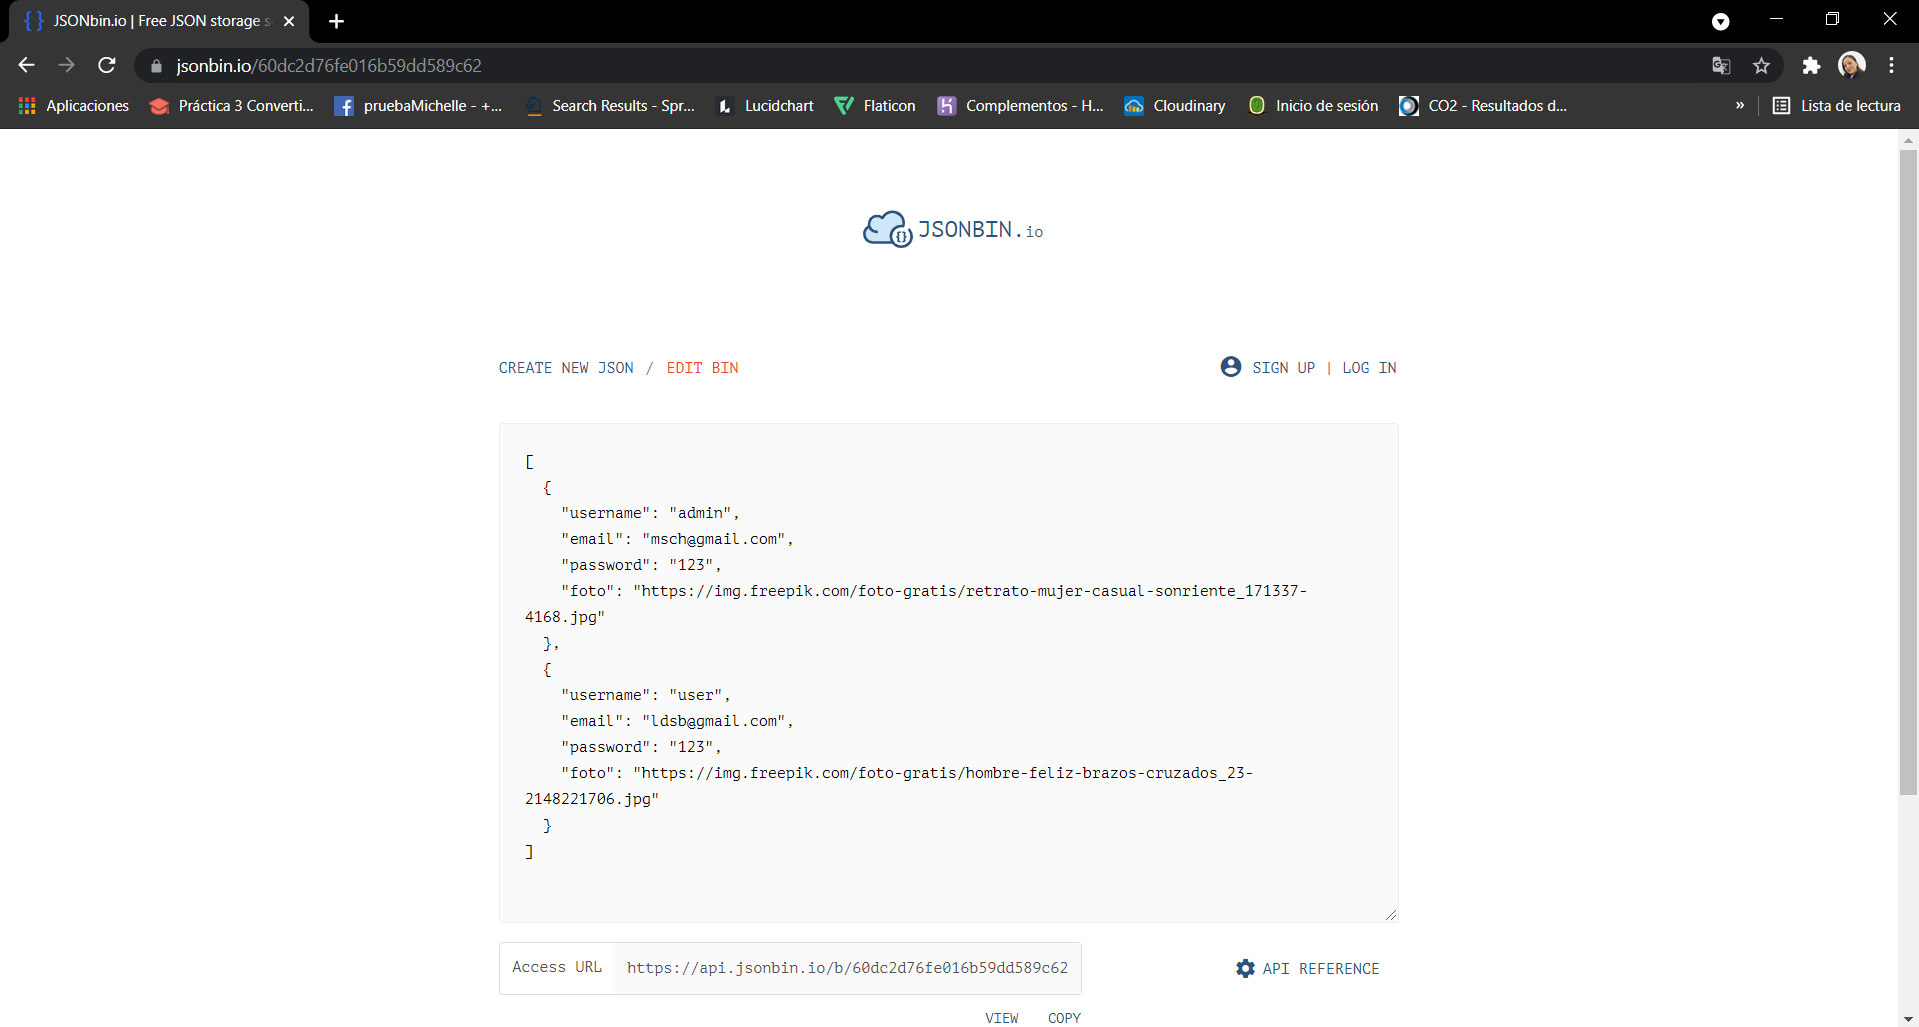 JSONbin.io | Free JSON storage s
jsonbin.io/60dc2d76fe016b59dd589c62
Aplicaciones Práctica 3 Converti... pruebaMichelle - +... Search Results - Spr... Lucidchart Flaticon Complementos - H... Cloudinary Inicio de sesión CO2 - Resultados d... » Lista de lectura
{} JSONBIN.io
CREATE NEW JSON / EDIT BIN SIGN UP | LOG IN
[
{
"username": "admin",
"email": "msch@gmail.com",
"password": "123",
"foto": "https://img.freepik.com/foto-gratis/retrato-mujer-casual-sonriente_171337-
4168.jpg"
},
{
"username": "user",
"email": "ldsb@gmail.com",
"password": "123",
"foto": "https://img.freepik.com/foto-gratis/hombre-feliz-brazos-cruzados_23-
2148221706.jpg"
}
]
Access URL https://api.jsonbin.io/b/60dc2d76fe016b59dd589c62 API REFERENCE
VIEW COPY